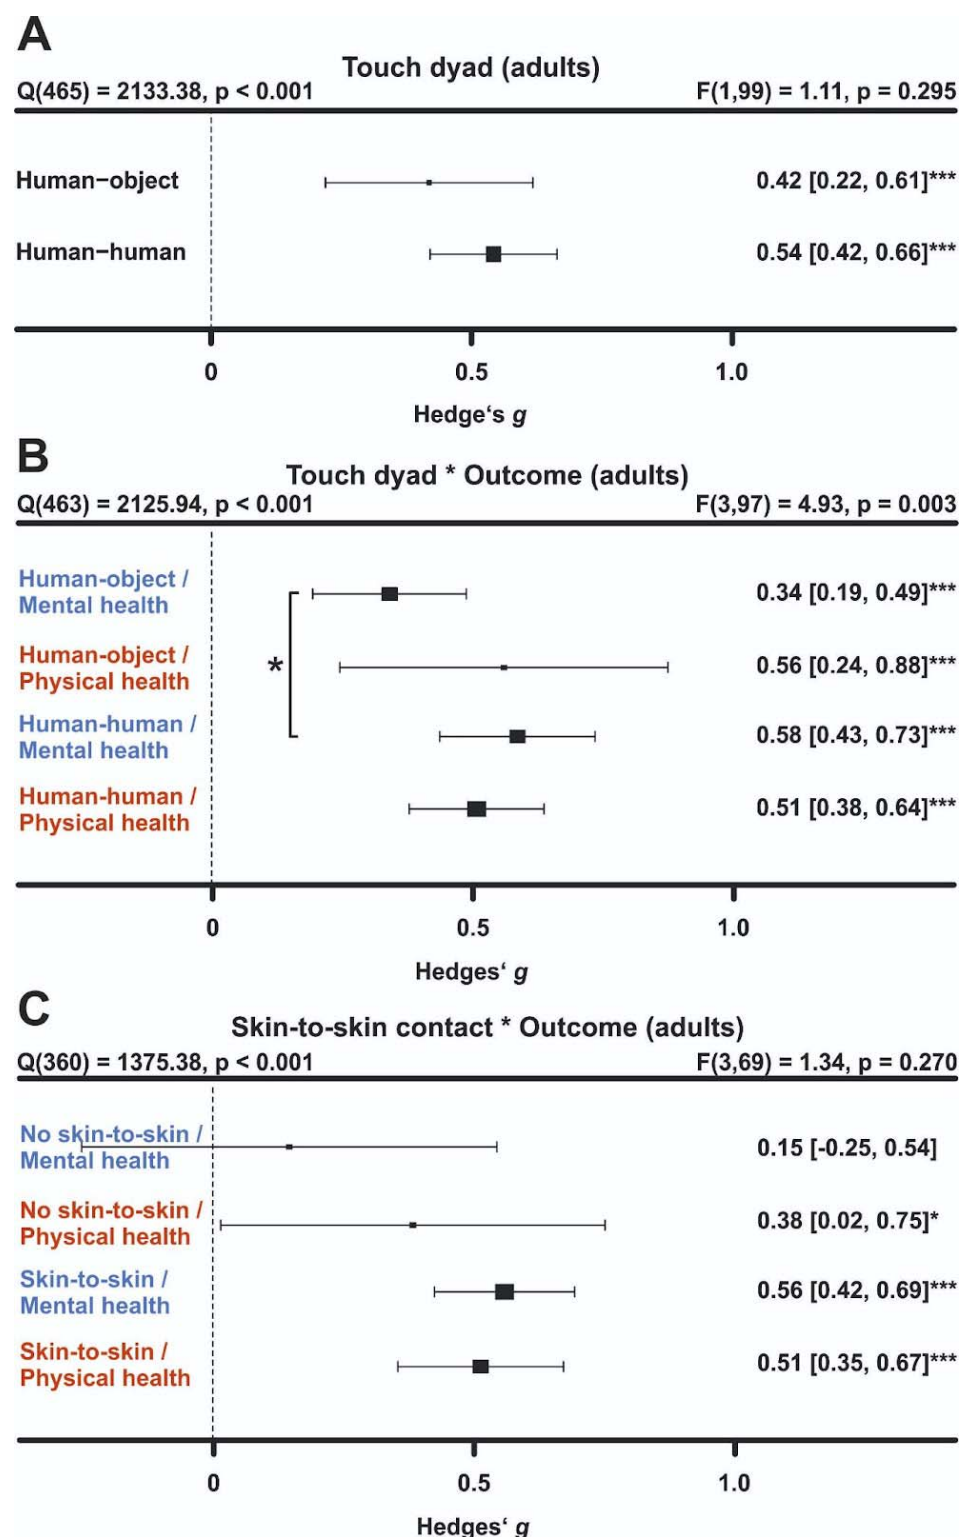 A
Touch dyad (adults)
Q(465) = 2133.38, p < 0.001 F(1,99) = 1.11, p = 0.295
Human−object 0.42 [0.22, 0.61]***
Human−human 0.54 [0.42, 0.66]***
0 0.5 1.0
Hedge‘s g
B
Touch dyad * Outcome (adults)
Q(463) = 2125.94, p < 0.001 F(3,97) = 4.93, p = 0.003
Human-object /
Mental health 0.34 [0.19, 0.49]***
Human-object /
Physical health 0.56 [0.24, 0.88]***
*
Human-human /
Mental health 0.58 [0.43, 0.73]***
Human-human /
Physical health 0.51 [0.38, 0.64]***
0 0.5 1.0
Hedges‘ g
C
Skin-to-skin contact * Outcome (adults)
Q(360) = 1375.38, p < 0.001 F(3,69) = 1.34, p = 0.270
No skin-to-skin /
Mental health 0.15 [-0.25, 0.54]
No skin-to-skin /
Physical health 0.38 [0.02, 0.75]*
Skin-to-skin /
Mental health 0.56 [0.42, 0.69]***
Skin-to-skin /
Physical health 0.51 [0.35, 0.67]***
0 0.5 1.0
Hedges‘ g